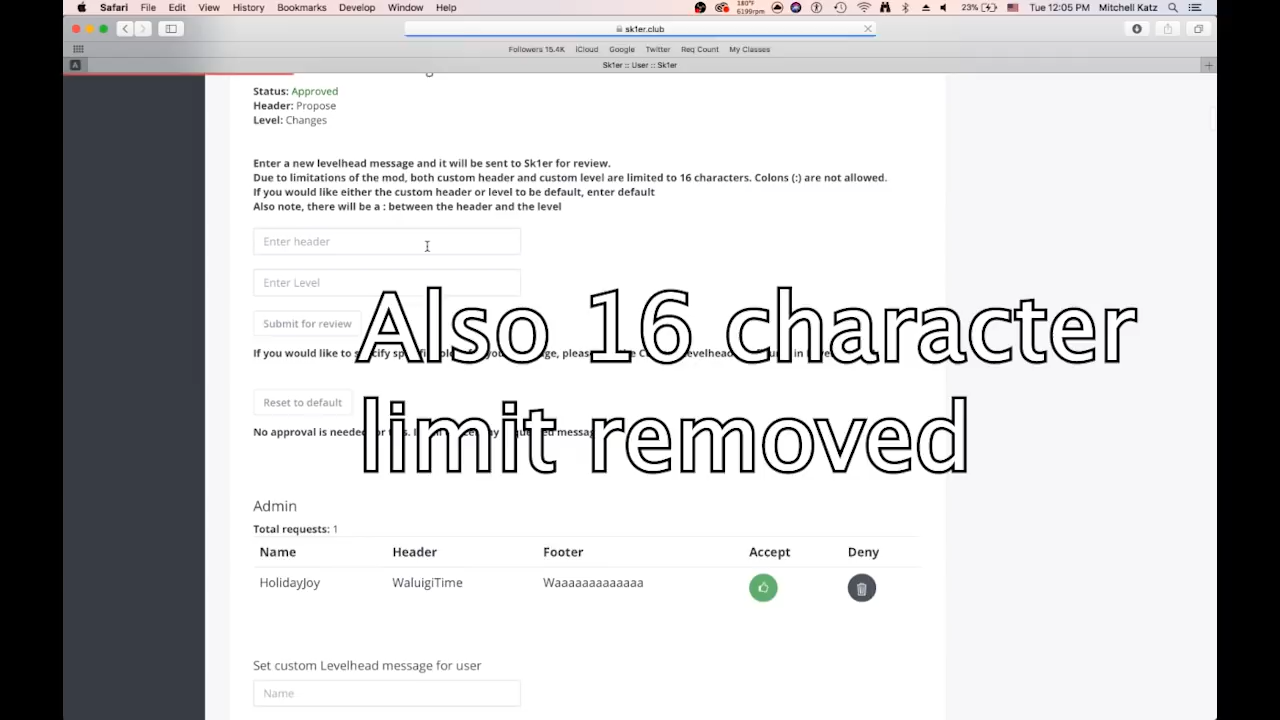 Safari File Edit View History Bookmarks Develop Window Help
180°F
6199rpm
23%
Tue 12:05 PM Mitchell Katz
sk1er.club
Followers 15.4K iCloud Google Twitter Req Count My Classes
A
Sk1er :: User :: Sk1er
Status: Approved
Header: Propose
Level: Changes
Enter a new levelhead message and it will be sent to Sk1er for review.
Due to limitations of the mod, both custom header and custom level are limited to 16 characters. Colons (:) are not allowed.
If you would like either the custom header or level to be default, enter default
Also note, there will be a : between the header and the level
Enter header
Enter Level
Also 16 character
limit removed
Submit for review
If you would like to
Reset to default
No approval is needed
Admin
Total requests: 1
Name Header Footer Accept Deny
HolidayJoy WaluigiTime Waaaaaaaaaaaaa
Set custom Levelhead message for user
Name